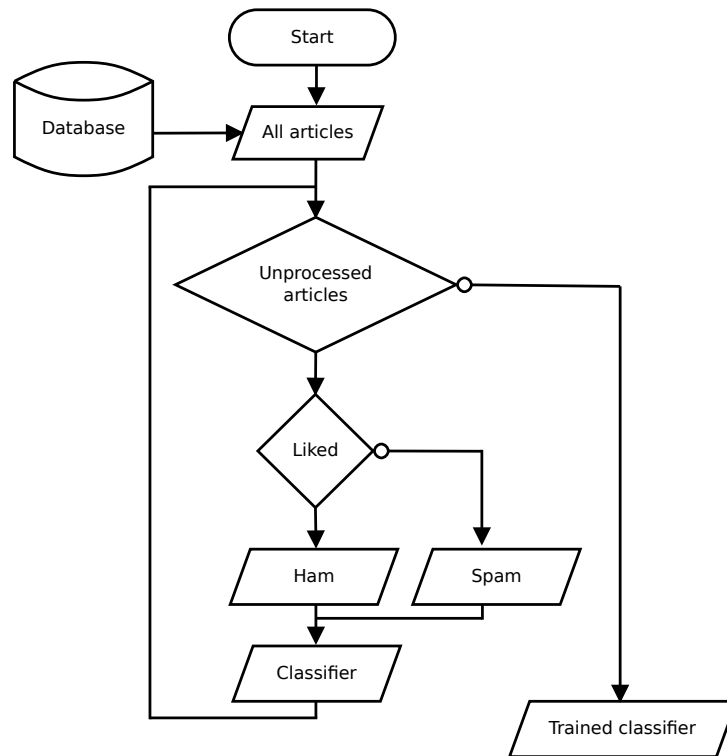 Start
Database
All articles
Unprocessed
articles
Liked
Ham
Spam
Classifier
Trained classifier